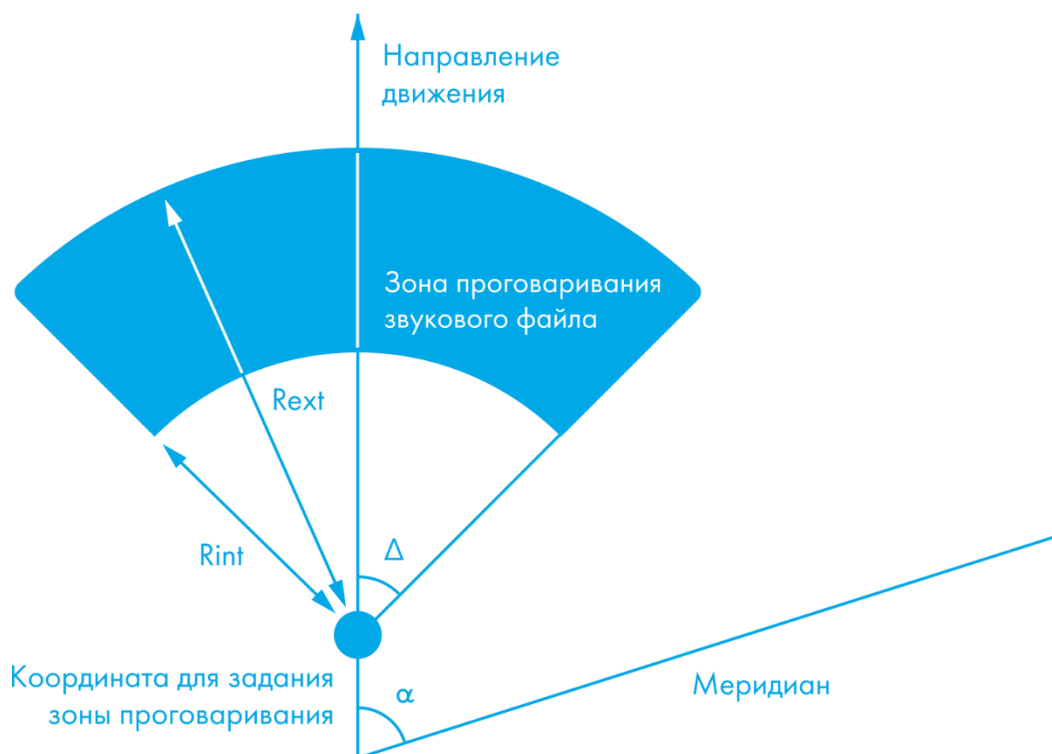 Направление
движения
Зона проговаривания
звукового файла
Rext
Rint
Δ
Координата для задания
зоны проговаривания
α
Меридиан